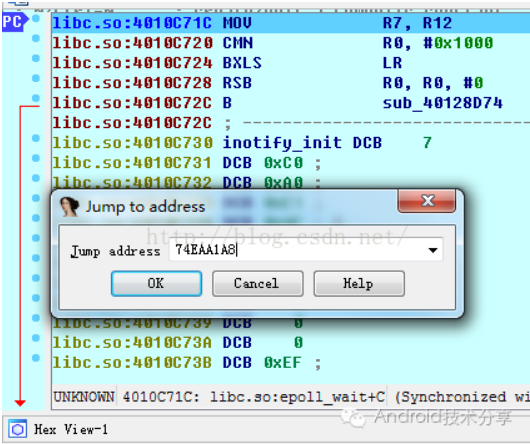 PC
libc.so:4010C71C MOV R7, R12
libc.so:4010C720 CMN R0, #0x1000
libc.so:4010C724 BXLS LR
libc.so:4010C728 RSB R0, R0, #0
libc.so:4010C72C B sub_40128D74
libc.so:4010C72C ; ---------------------------------
libc.so:4010C730 inotify_init DCB 7
libc.so:4010C731 DCB 0xC0 ;
libc.so:4010C732 DCB 0xA0 ;
Jump to address
http://blog.csdn.net/
Jump address 74EAA1A8
OK Cancel Help
libc.so:4010C739 DCB 0
libc.so:4010C73A DCB 0
libc.so:4010C73B DCB 0xEF ;
UNKNOWN 4010C71C: libc.so:epoll_wait+C (Synchronized wi
Android技术分享
Hex View-1